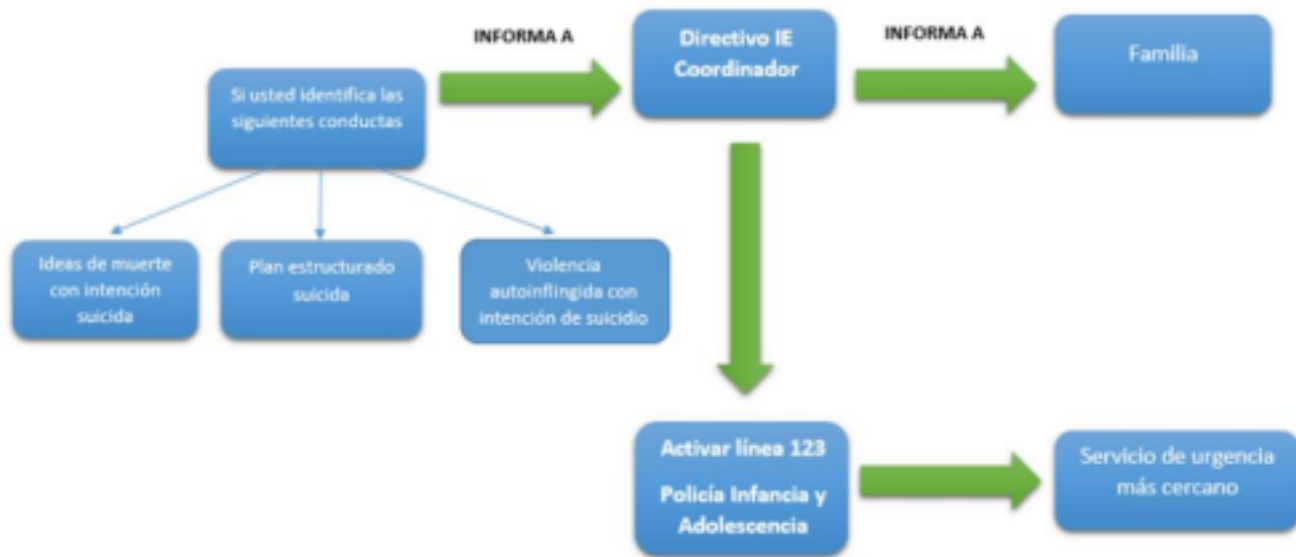 INFORMA A
Directivo IE
Coordinador
INFORMA A
Familia
Si usted identifica las
siguientes conductas
Ideas de muerte
con intención
suicida
Plan estructurado
suicida
Violencia
autoinflingida con
intención de suicidio
Activar línea 123
Policía Infancia y
Adolescencia
Servicio de urgencia
más cercano